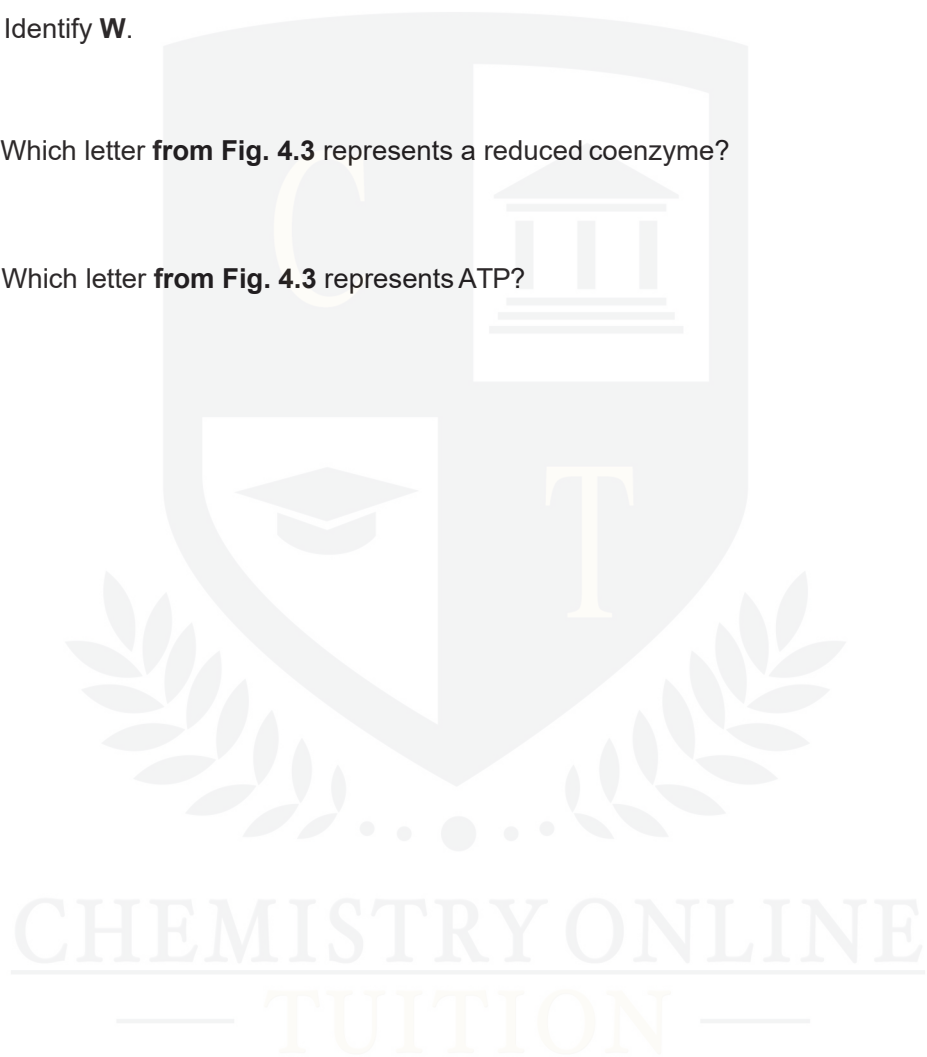 Identify W.
Which letter from Fig. 4.3 represents a reduced coenzyme?
Which letter from Fig. 4.3 represents ATP?
C
T
CHEMISTRY ONLINE
TUITION